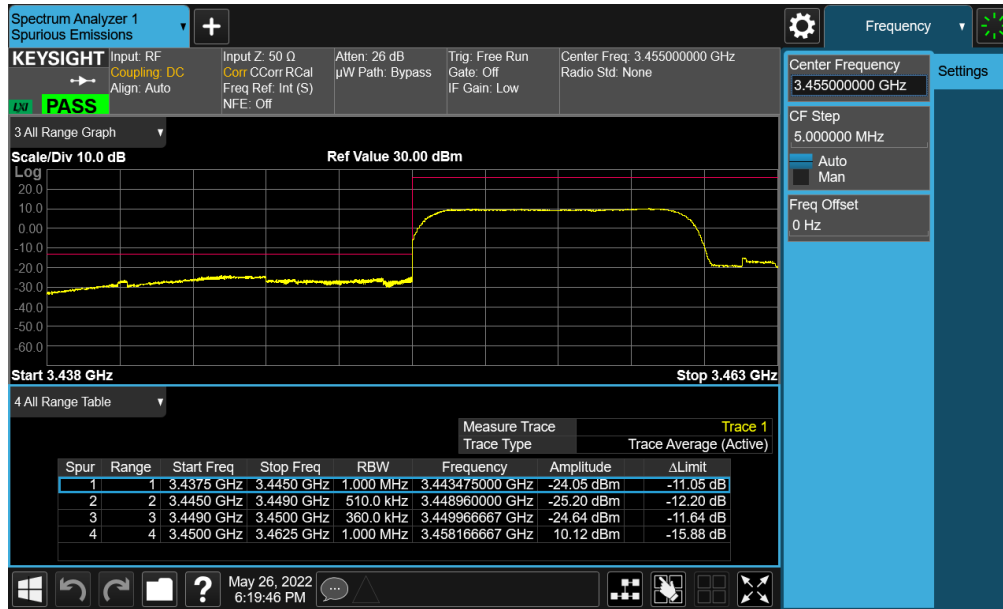 Spectrum Analyzer 1
Spurious Emissions
Frequency
KEYSIGHT
Input: RF
Coupling: DC
Align: Auto
Input Z: 50 Ω
Corr CCorr RCal
Freq Ref: Int (S)
NFE: Off
Atten: 26 dB
µW Path: Bypass
Trig: Free Run
Gate: Off
IF Gain: Low
Center Freq: 3.455000000 GHz
Radio Std: None
LXI
PASS
Center Frequency
3.455000000 GHz
Settings
CF Step
5.000000 MHz
Auto
Man
Freq Offset
0 Hz
3 All Range Graph
Scale/Div 10.0 dB
Ref Value 30.00 dBm
Log
20.0
10.0
0.00
-10.0
-20.0
-30.0
-40.0
-50.0
-60.0
Start 3.438 GHz
Stop 3.463 GHz
4 All Range Table
Measure Trace Trace 1
Trace Type Trace Average (Active)
Spur Range Start Freq Stop Freq RBW Frequency Amplitude ΔLimit
1 1 3.4375 GHz 3.4450 GHz 1.000 MHz 3.443475000 GHz -24.05 dBm -11.05 dB
2 2 3.4450 GHz 3.4490 GHz 510.0 kHz 3.448960000 GHz -25.20 dBm -12.20 dB
3 3 3.4490 GHz 3.4500 GHz 360.0 kHz 3.449966667 GHz -24.64 dBm -11.64 dB
4 4 3.4500 GHz 3.4625 GHz 1.000 MHz 3.458166667 GHz 10.12 dBm -15.88 dB
?
May 26, 2022
6:19:46 PM